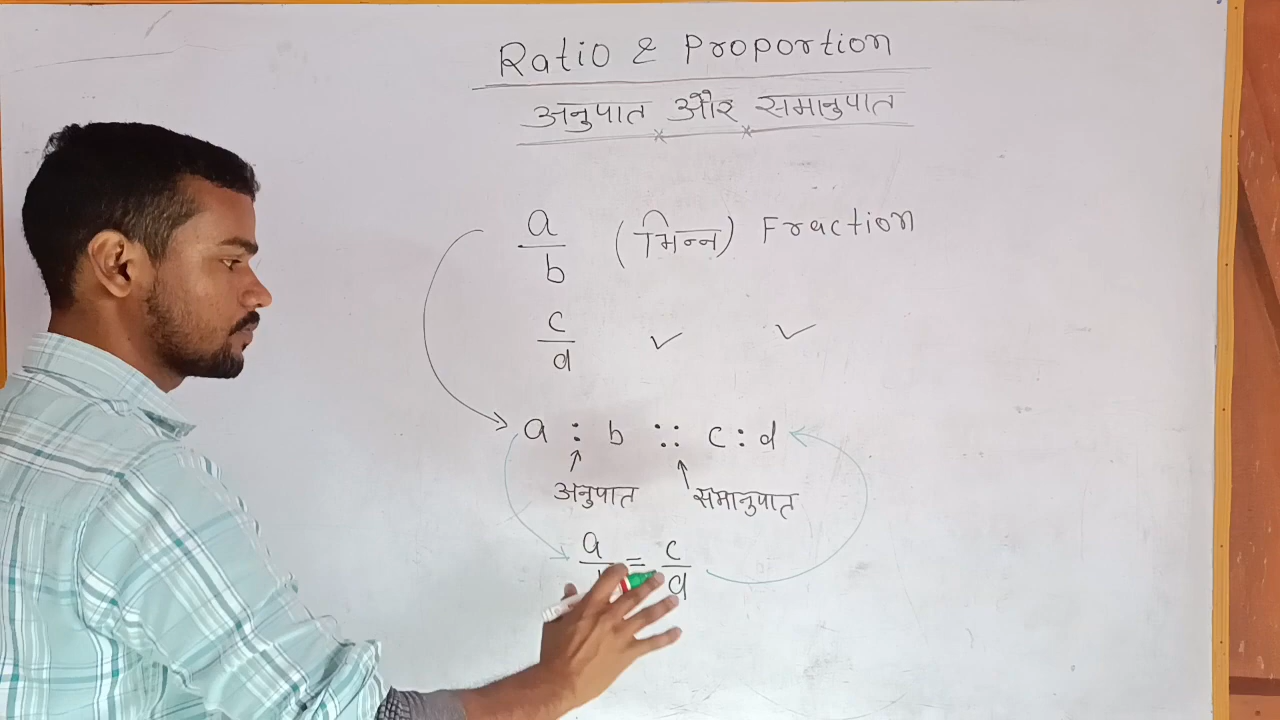 Ratio & Proportion
अनुपात और समानुपात
a/b (भिन्न) Fraction
c/d ✓ ✓
a : b :: c : d
अनुपात समानुपात
a/ = c/d